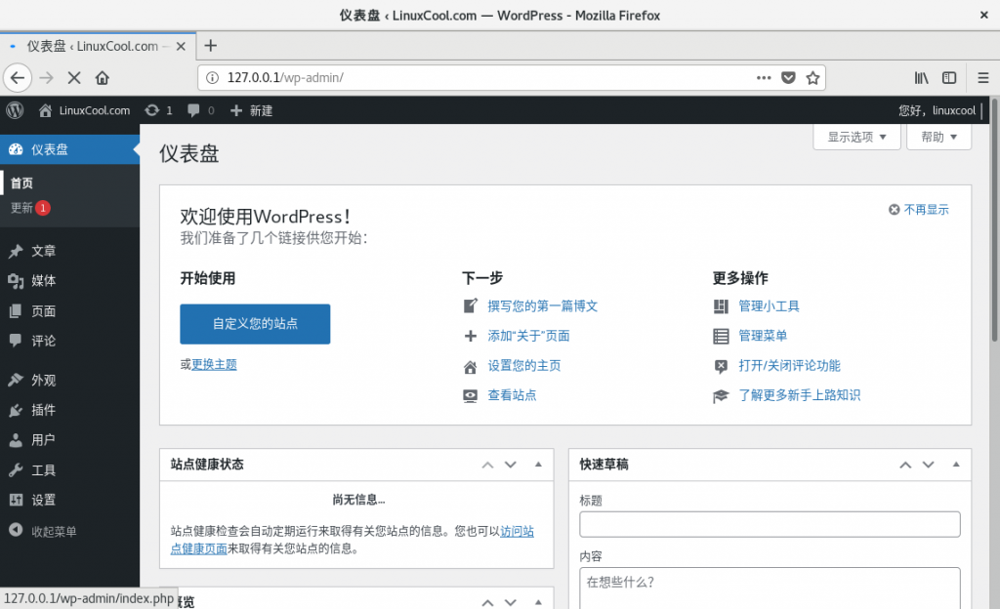 仪表盘 ‹ LinuxCool.com — WordPress - Mozilla Firefox
仪表盘 ‹ LinuxCool.com –
127.0.0.1/wp-admin/
LinuxCool.com 1 0 新建 您好，linuxcool
仪表盘
首页
更新 1
文章
媒体
页面
评论
外观
插件
用户
工具
设置
收起菜单
显示选项 帮助
仪表盘
欢迎使用WordPress！
我们准备了几个链接供您开始：
不再显示
开始使用
自定义您的站点
或更换主题
下一步
撰写您的第一篇博文
添加“关于”页面
设置您的主页
查看站点
更多操作
管理小工具
管理菜单
打开/关闭评论功能
了解更多新手上路知识
站点健康状态
尚无信息…
站点健康检查会自动定期运行来取得有关您站点的信息。您也可以访问站
点健康页面来取得有关您站点的信息。
快速草稿
标题
内容
在想些什么？
127.0.0.1/wp-admin/index.php
览